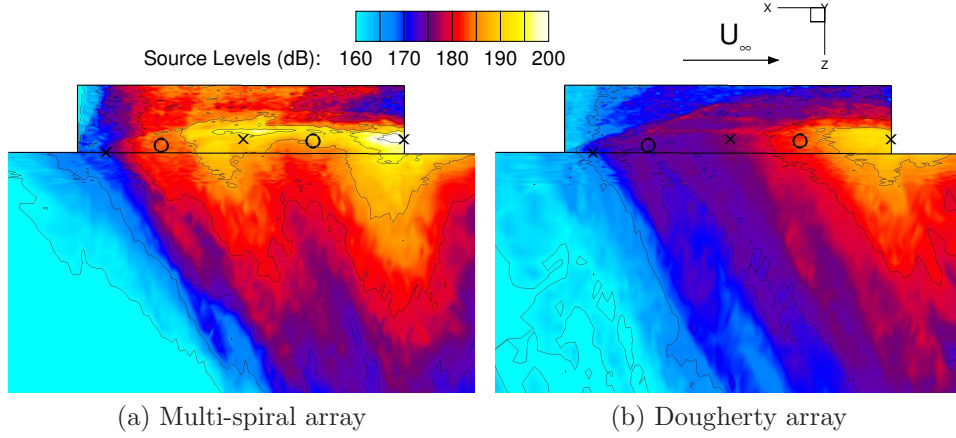 Source Levels (dB):
160 170 180 190 200
U∞
X
Y
Z
(a) Multi-spiral array
(b) Dougherty array